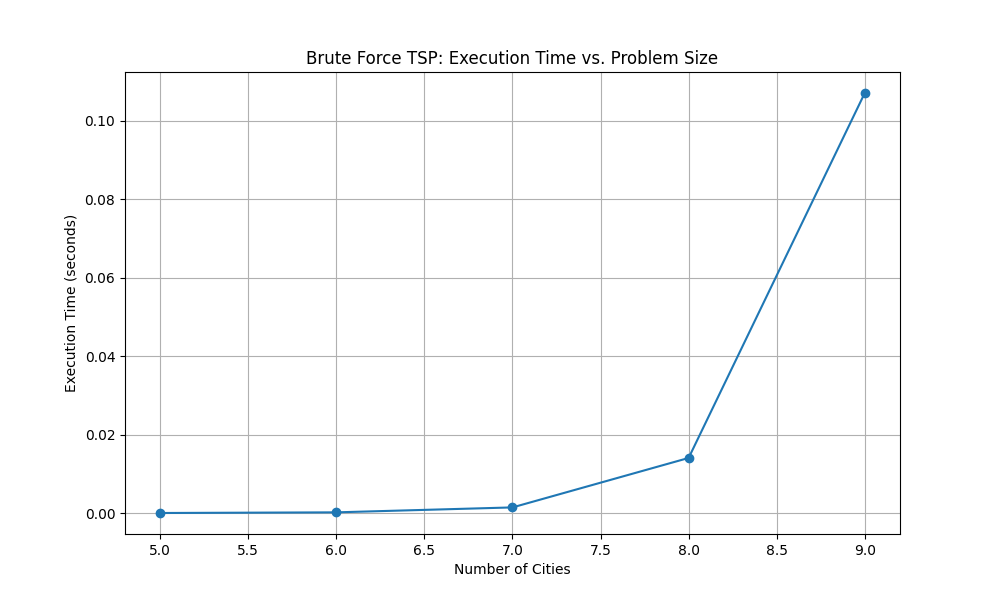 Brute Force TSP: Execution Time vs. Problem Size
Execution Time (seconds)
0.10
0.08
0.06
0.04
0.02
0.00
5.0 5.5 6.0 6.5 7.0 7.5 8.0 8.5 9.0
Number of Cities